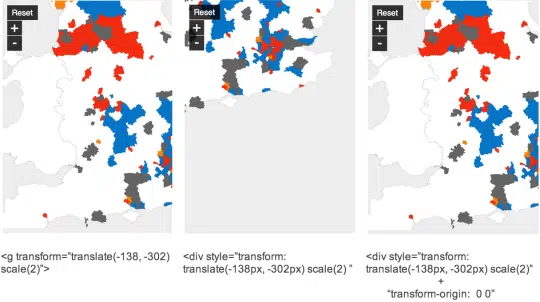 Reset
+
-
Reset
+
-
Reset
+
-
<g transform="translate(-138, -302)
scale(2)">
<div style="transform:
translate(-138px, -302px) scale(2) "
<div style="transform:
translate(-138px, -302px) scale(2)"
+
"transform-origin: 0 0"